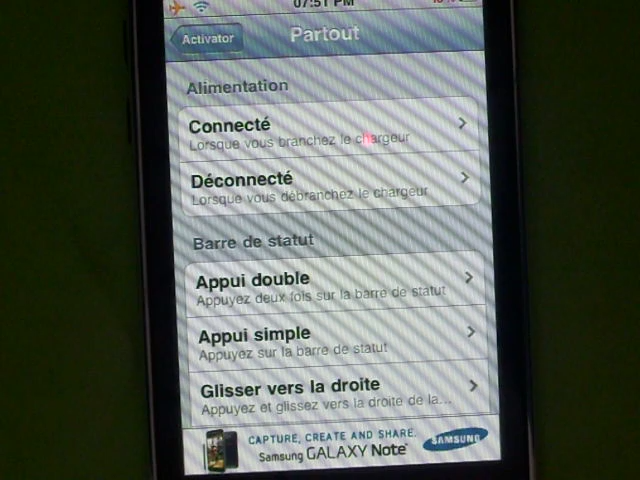 07:51 PM
Activator
Partout
Alimentation
Connecté
Lorsque vous branchez le chargeur
Déconnecté
Lorsque vous débranchez le chargeur
Barre de statut
Appui double
Appuyez deux fois sur la barre de statut
Appui simple
Appuyez sur la barre de statut
Glisser vers la droite
Appuyez et glissez vers la droite de la...
CAPTURE, CREATE AND SHARE.
Samsung GALAXY Note
SAMSUNG